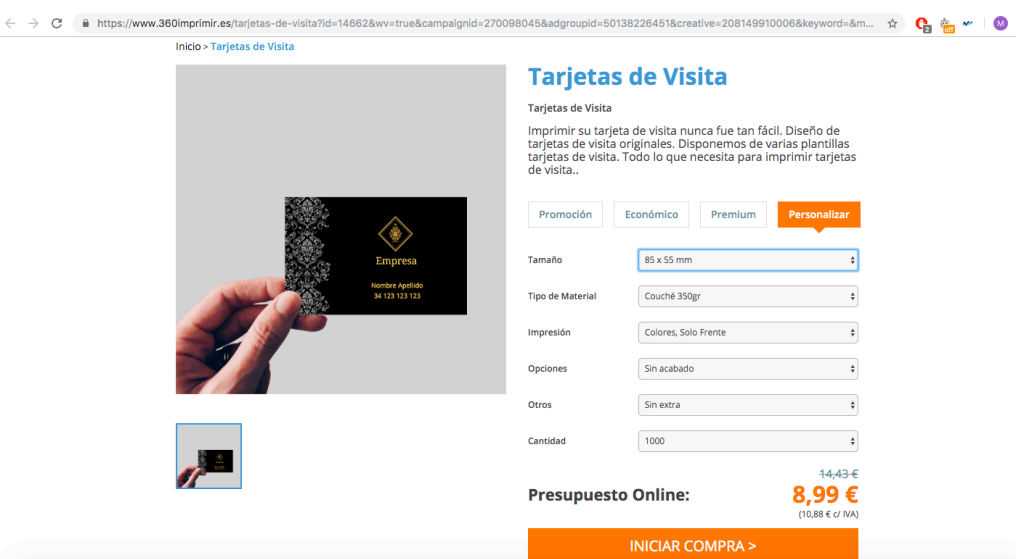 https://www.360imprimir.es/tarjetas-de-visita?id=14662&wv=true&campaignid=270098045&adgroupid=50138226451&creative=208149910006&keyword=&m...
2
off
M
Inicio > Tarjetas de Visita
Tarjetas de Visita
Tarjetas de Visita
Imprimir su tarjeta de visita nunca fue tan fácil. Diseño de
tarjetas de visita originales. Disponemos de varias plantillas
tarjetas de visita. Todo lo que necesita para imprimir tarjetas
de visita..
Promoción Económico Premium Personalizar
Tamaño 85 x 55 mm
Tipo de Material Couché 350gr
Impresión Colores, Solo Frente
Opciones Sin acabado
Otros Sin extra
Cantidad 1000
14,43 €
Presupuesto Online: 8,99 €
(10,88 € c/ IVA)
INICIAR COMPRA >
Empresa
Nombre Apellido
34 123 123 123